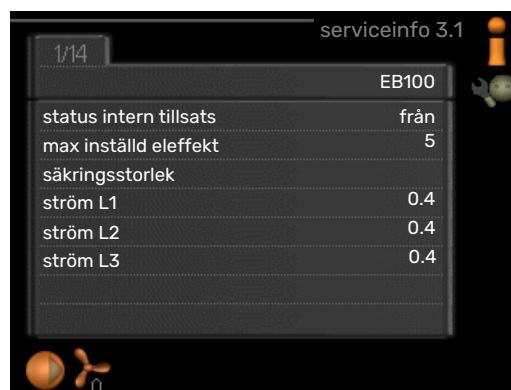 serviceinfo 3.1
1/14
EB100
status intern tillsats från
max inställd eleffekt 5
säkringsstorlek
ström L1 0.4
ström L2 0.4
ström L3 0.4
0